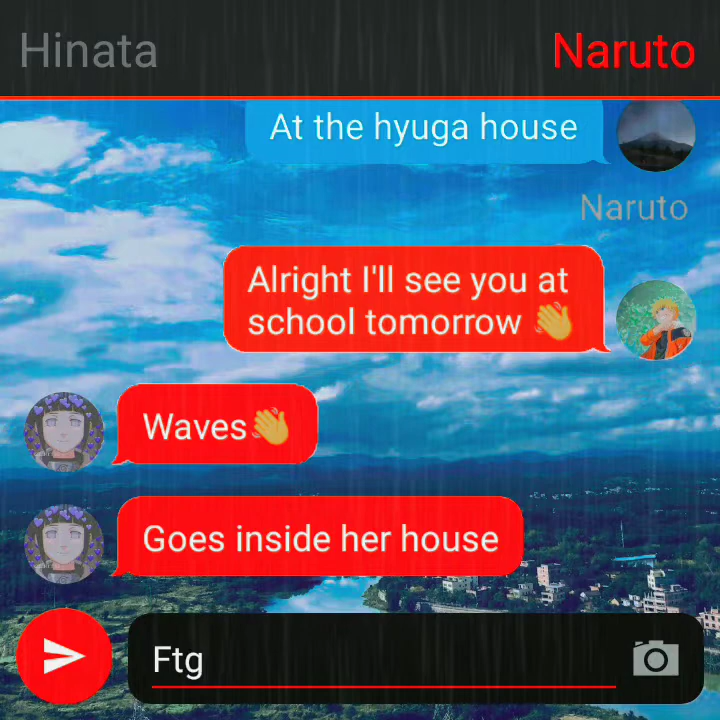 Hinata
Naruto
At the hyuga house
Naruto
Alright I'll see you at
school tomorrow 👋
Waves👋
Goes inside her house
Ftg